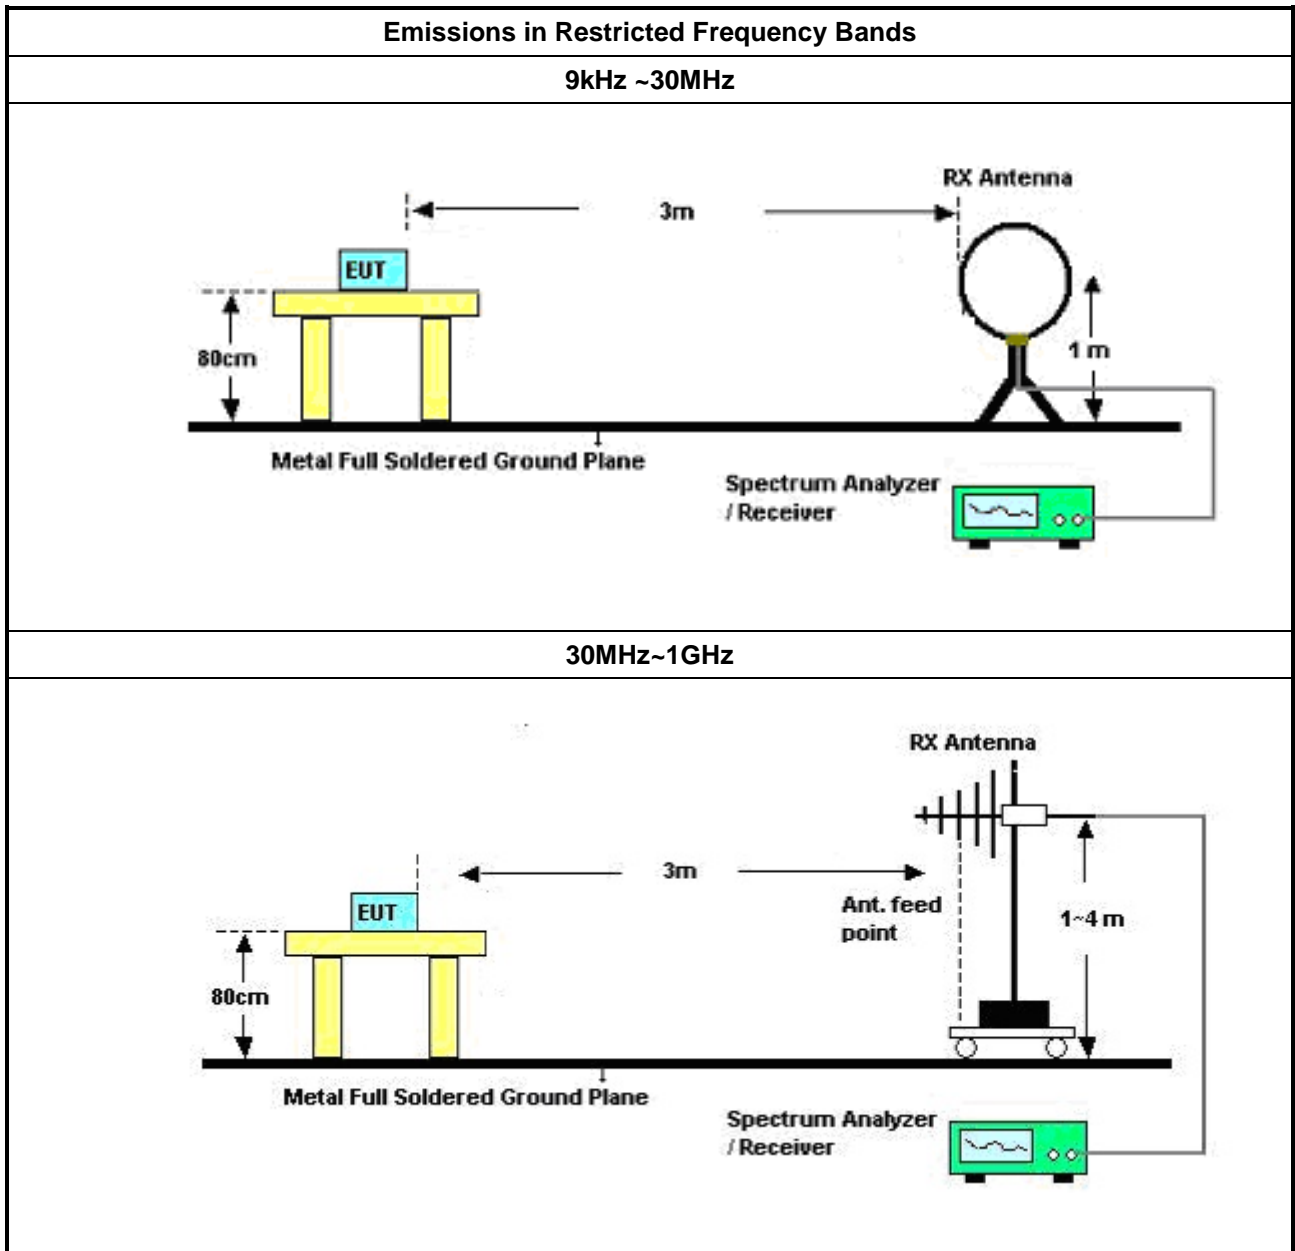 Emissions in Restricted Frequency Bands
9kHz ~30MHz
RX Antenna
3m
EUT
80cm
1 m
Metal Full Soldered Ground Plane
Spectrum Analyzer
/ Receiver
30MHz~1GHz
RX Antenna
3m
EUT
Ant. feed
point
1~4 m
80cm
Metal Full Soldered Ground Plane
Spectrum Analyzer
/ Receiver